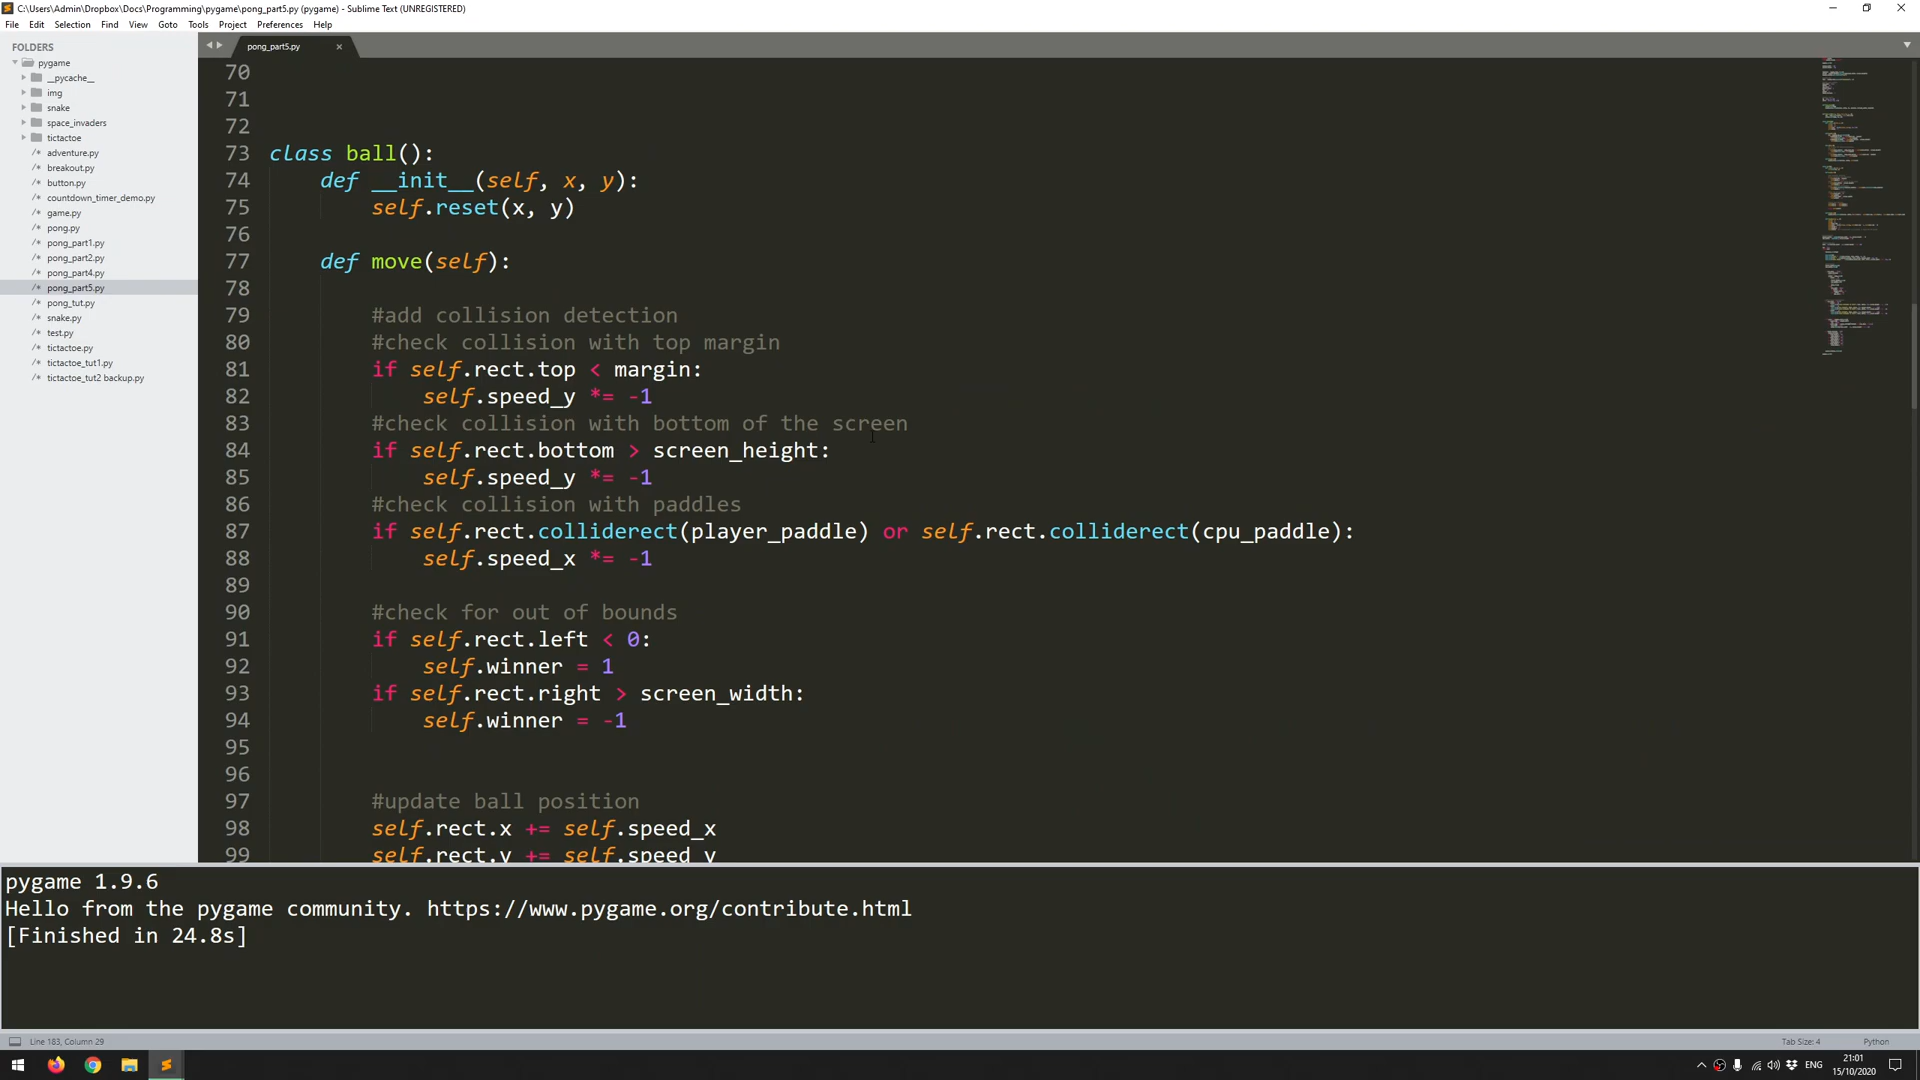 C:\Users\Admin\Dropbox\Docs\Programming\pygame\pong_part5.py (pygame) - Sublime Text (UNREGISTERED)
File Edit Selection Find View Goto Tools Project Preferences Help
FOLDERS
pygame
__pycache__
img
snake
space_invaders
tictactoe
/* adventure.py
/* breakout.py
/* button.py
/* countdown_timer_demo.py
/* game.py
/* pong.py
/* pong_part1.py
/* pong_part2.py
/* pong_part4.py
/* pong_part5.py
/* pong_tut.py
/* snake.py
/* test.py
/* tictactoe.py
/* tictactoe_tut1.py
/* tictactoe_tut2 backup.py
pong_part5.py
70
71
72
73 class ball():
74 def __init__(self, x, y):
75 self.reset(x, y)
76
77 def move(self):
78
79 #add collision detection
80 #check collision with top margin
81 if self.rect.top < margin:
82 self.speed_y *= -1
83 #check collision with bottom of the screen
84 if self.rect.bottom > screen_height:
85 self.speed_y *= -1
86 #check collision with paddles
87 if self.rect.colliderect(player_paddle) or self.rect.colliderect(cpu_paddle):
88 self.speed_x *= -1
89
90 #check for out of bounds
91 if self.rect.left < 0:
92 self.winner = 1
93 if self.rect.right > screen_width:
94 self.winner = -1
95
96
97 #update ball position
98 self.rect.x += self.speed_x
99 self.rect.y += self.speed_y
pygame 1.9.6
Hello from the pygame community. https://www.pygame.org/contribute.html
[Finished in 24.8s]
Line 183, Column 29
Tab Size: 4
Python
ENG
21:01
15/10/2020